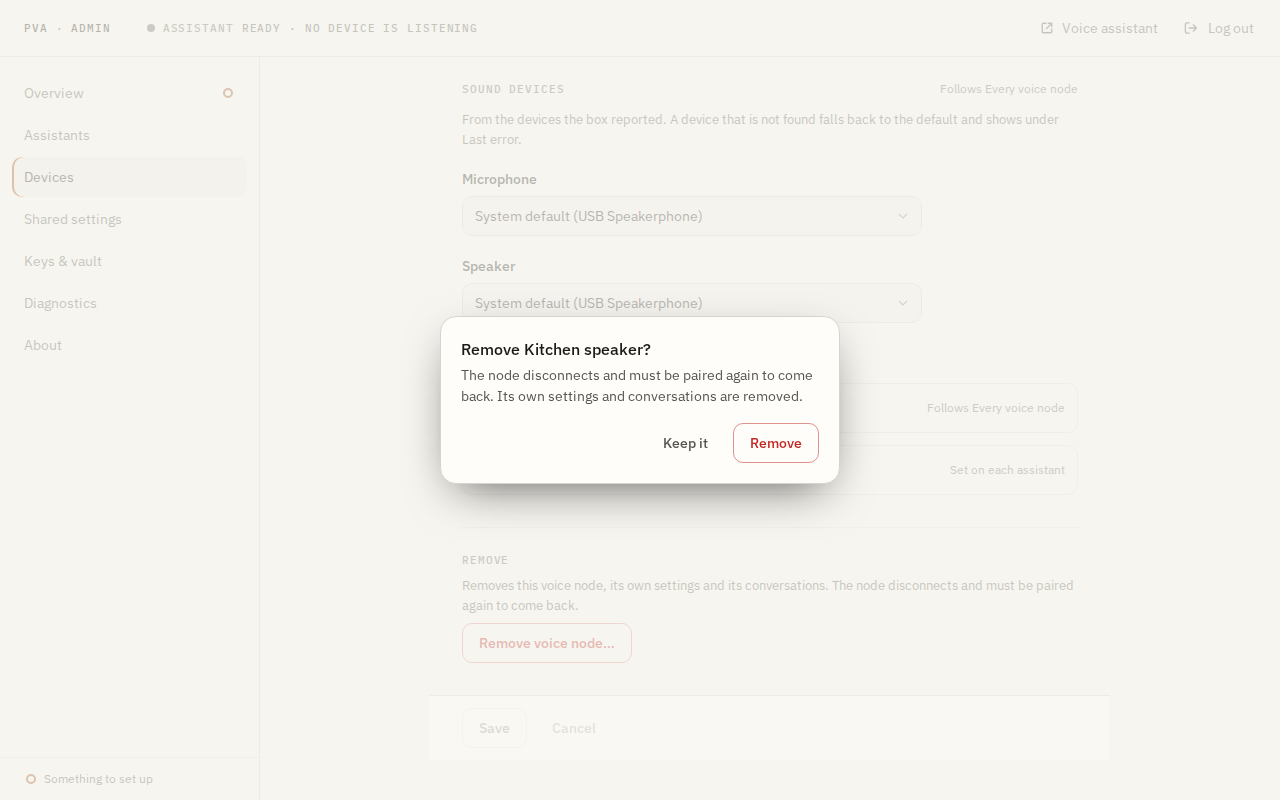 PVA · ADMIN
ASSISTANT READY · NO DEVICE IS LISTENING
Voice assistant
Log out
Overview
Assistants
Devices
Shared settings
Keys & vault
Diagnostics
About
Something to set up
SOUND DEVICES
Follows Every voice node
From the devices the box reported. A device that is not found falls back to the default and shows under
Last error.
Microphone
System default (USB Speakerphone)
Speaker
System default (USB Speakerphone)
Remove Kitchen speaker?
The node disconnects and must be paired again to come
back. Its own settings and conversations are removed.
Keep it
Remove
Follows Every voice node
Set on each assistant
REMOVE
Removes this voice node, its own settings and its conversations. The node disconnects and must be paired
again to come back.
Remove voice node...
Save
Cancel